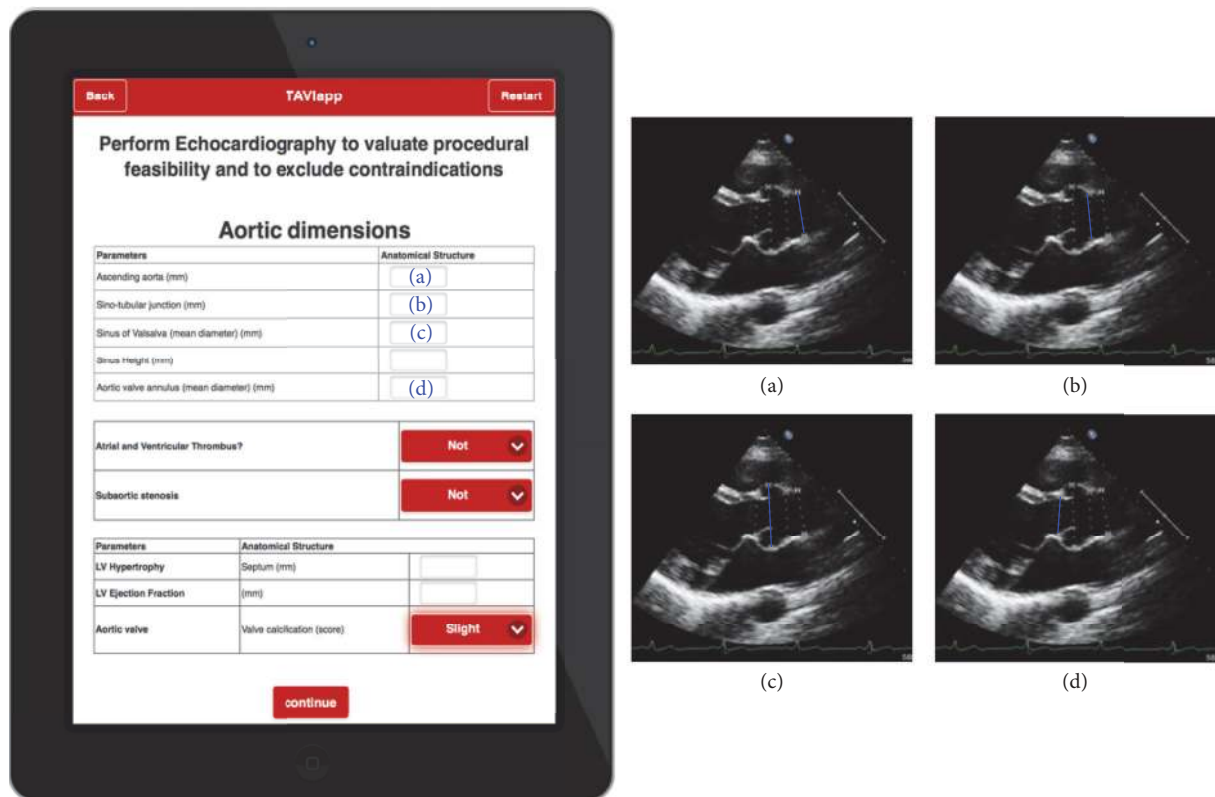 Back TAVIapp Restart
Perform Echocardiography to valuate procedural
feasibility and to exclude contraindications
Aortic dimensions
Parameters Anatomical Structure
Ascending aorta (mm) (a)
Sino-tubular junction (mm) (b)
Sinus of Valsalva (mean diameter) (mm) (c)
Sinus Height (mm)
Aortic valve annulus (mean diameter) (mm) (d)
Atrial and Ventricular Thrombus? Not
Subaortic stenosis Not
Parameters Anatomical Structure
LV Hypertrophy Septum (mm)
LV Ejection Fraction (mm)
Aortic valve Valve calcification (score) Slight
continue
(a)
(b)
(c)
(d)